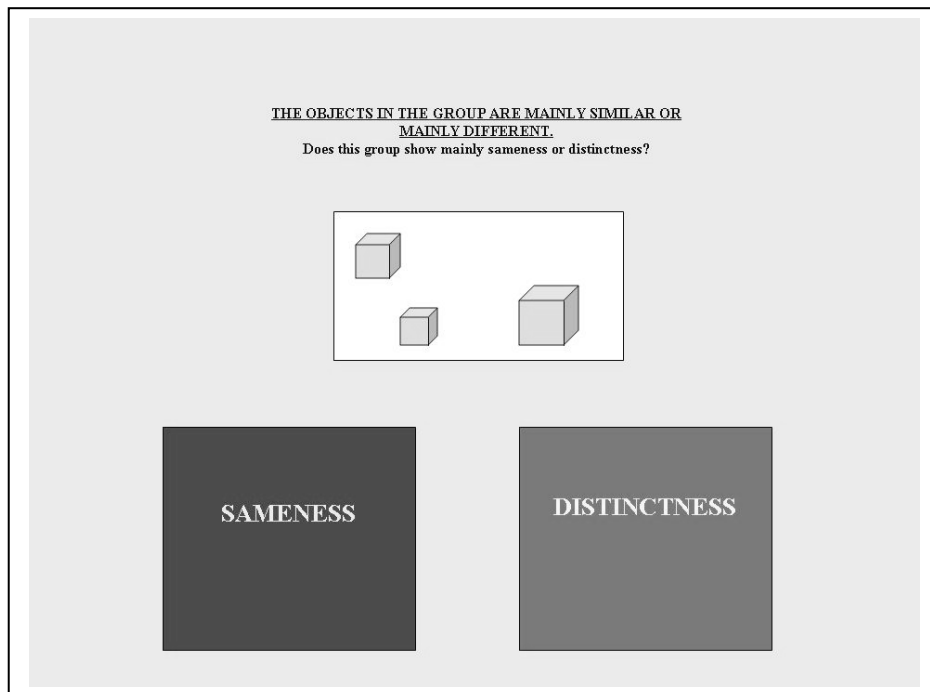 THE OBJECTS IN THE GROUP ARE MAINLY SIMILAR OR
MAINLY DIFFERENT.
Does this group show mainly sameness or distinctness?
SAMENESS
DISTINCTNESS